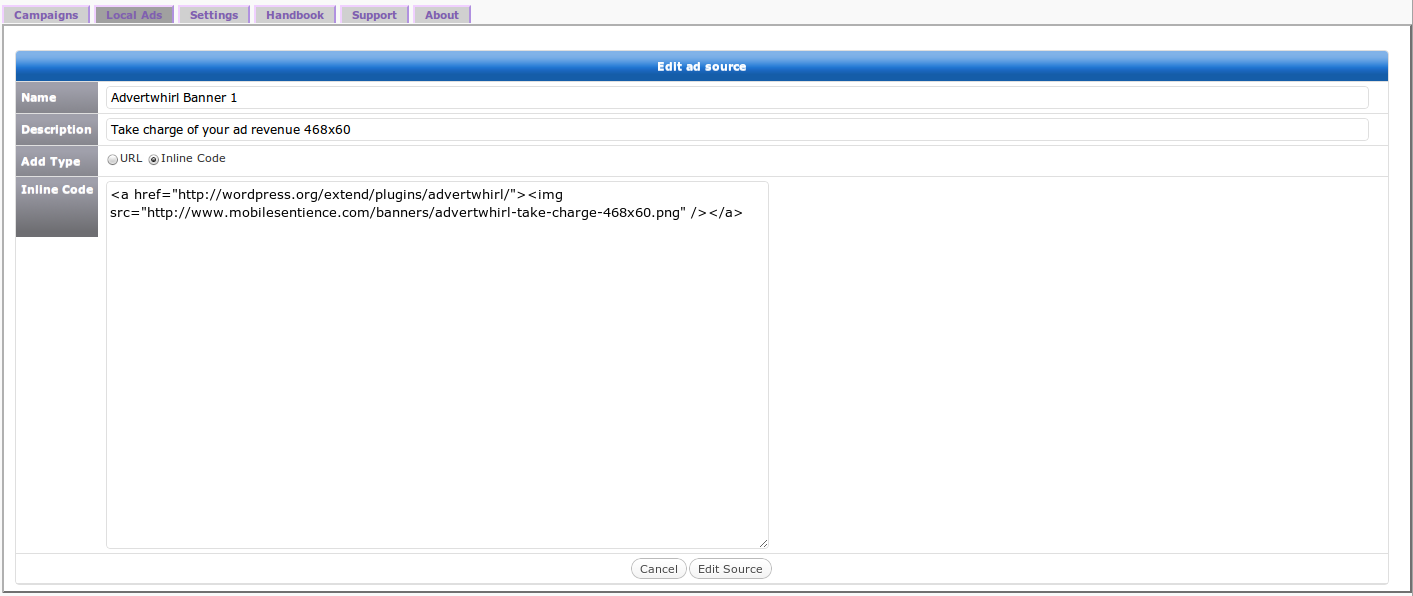 Campaigns Local Ads Settings Handbook Support About
Edit ad source
Name Advertwhirl Banner 1
Description Take charge of your ad revenue 468x60
Add Type URL Inline Code
Inline Code <a href="http://wordpress.org/extend/plugins/advertwhirl/"><img
src="http://www.mobilesentience.com/banners/advertwhirl-take-charge-468x60.png" /></a>
Cancel Edit Source